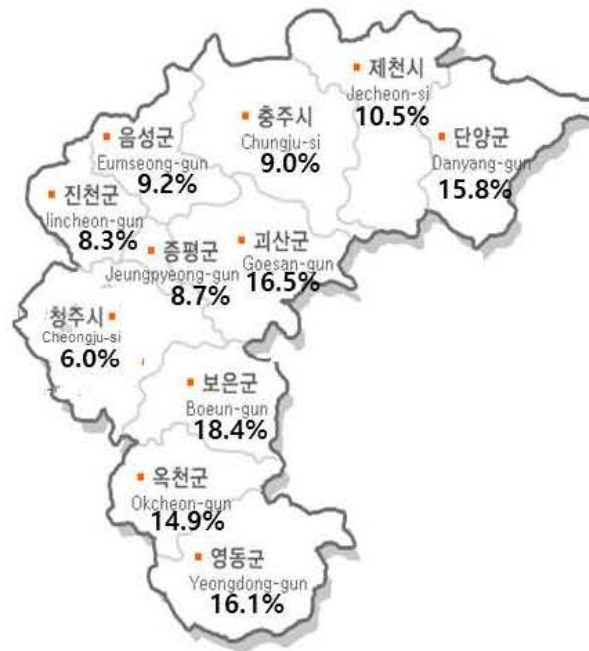 제천시
Jecheon-si
10.5%
충주시
Chungju-si
9.0%
단양군
Danyang-gun
15.8%
음성군
Eumseong-gun
9.2%
진천군
Jincheon-gun
8.3%
증평군
Jeungpyeong-gun
8.7%
괴산군
Goesan-gun
16.5%
청주시
Cheongju-si
6.0%
보은군
Boeun-gun
18.4%
옥천군
Okcheon-gun
14.9%
영동군
Yeongdong-gun
16.1%